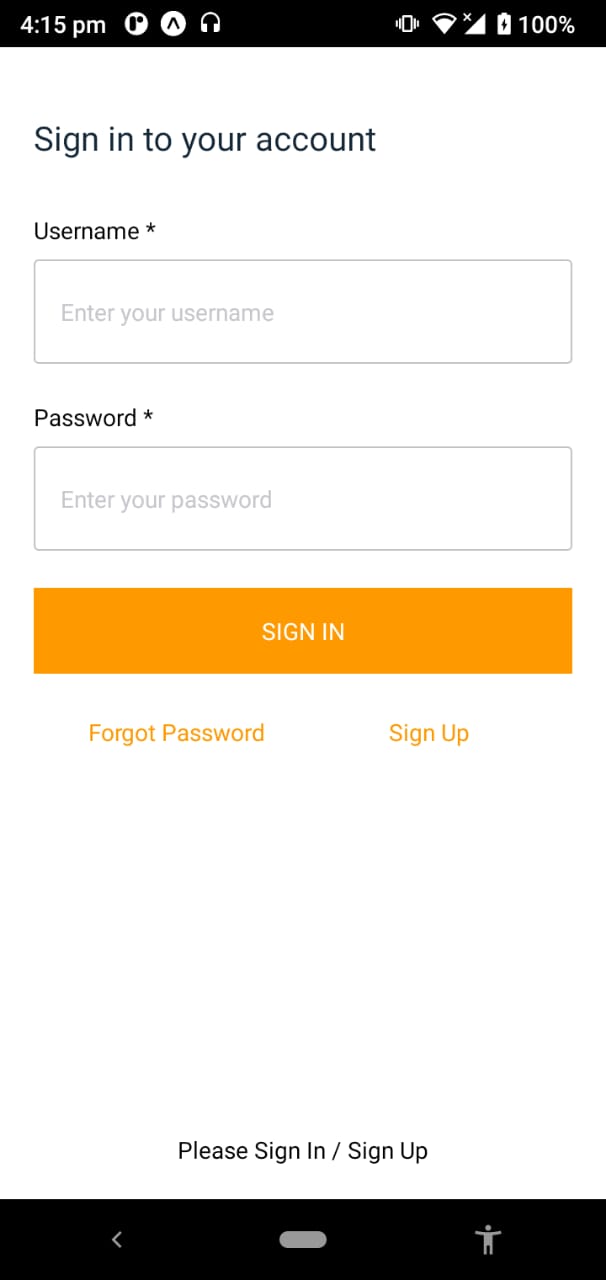 4:15 pm 100%
Sign in to your account
Username *
Enter your username
Password *
Enter your password
SIGN IN
Forgot Password Sign Up
Please Sign In / Sign Up